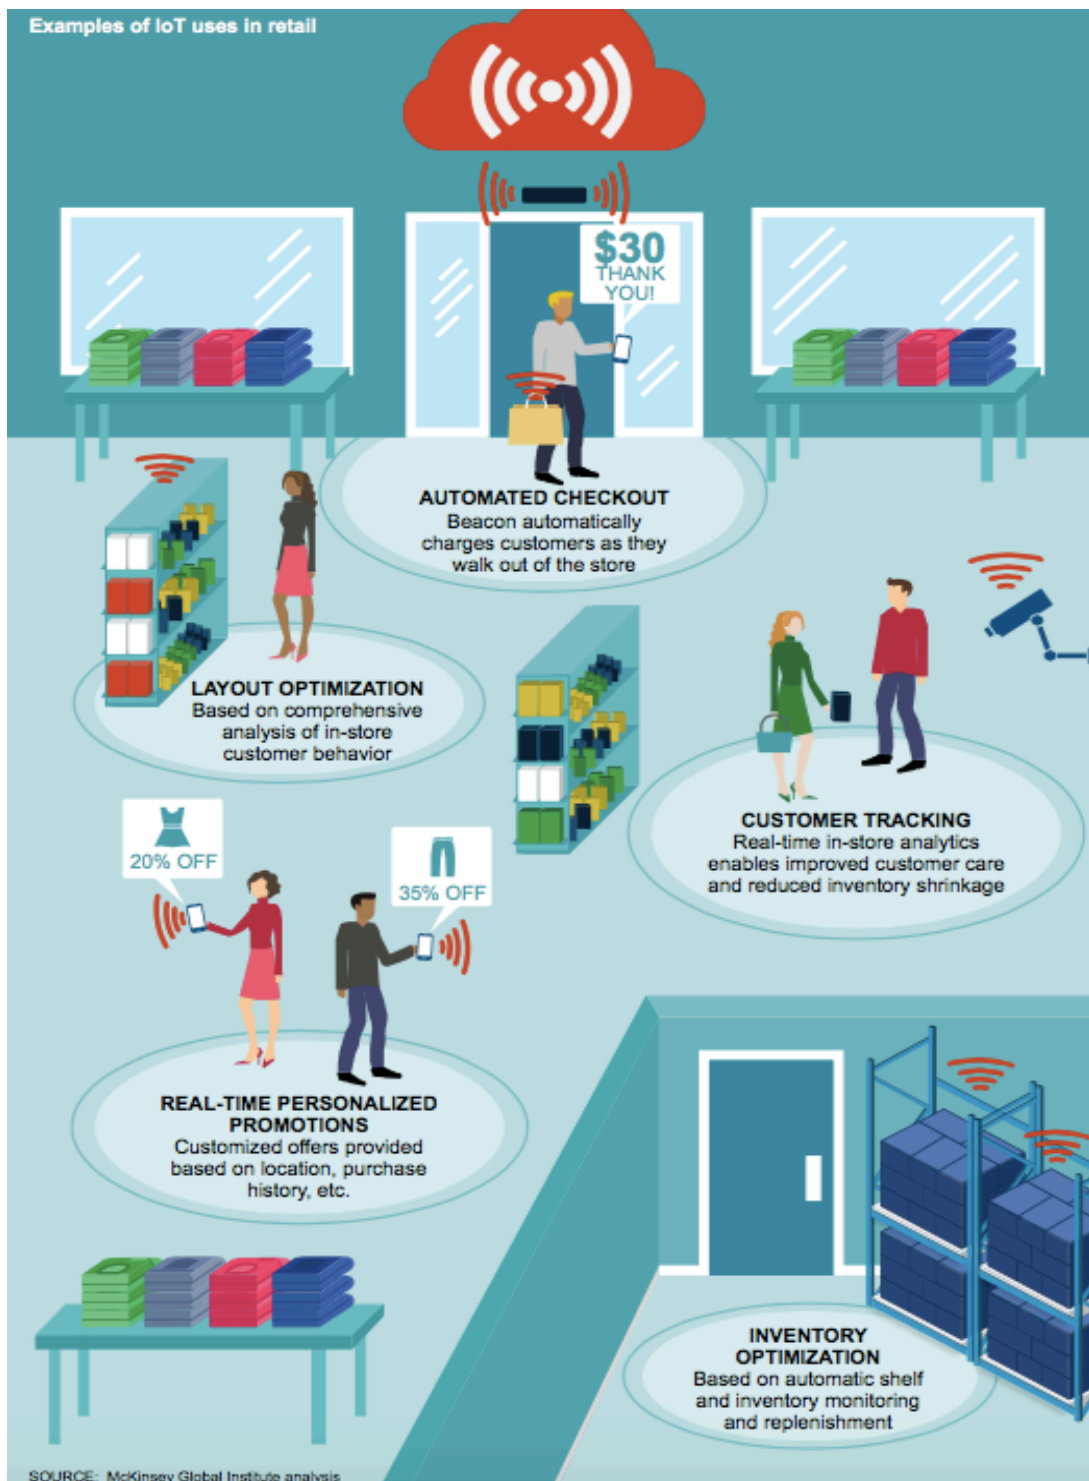 Examples of IoT uses in retail
$30
THANK
YOU!
AUTOMATED CHECKOUT
Beacon automatically
charges customers as they
walk out of the store
LAYOUT OPTIMIZATION
Based on comprehensive
analysis of in-store
customer behavior
CUSTOMER TRACKING
Real-time in-store analytics
enables improved customer care
and reduced inventory shrinkage
20% OFF
35% OFF
REAL-TIME PERSONALIZED
PROMOTIONS
Customized offers provided
based on location, purchase
history, etc.
INVENTORY
OPTIMIZATION
Based on automatic shelf
and inventory monitoring
and replenishment
SOURCE: McKinsey Global Institute analysis